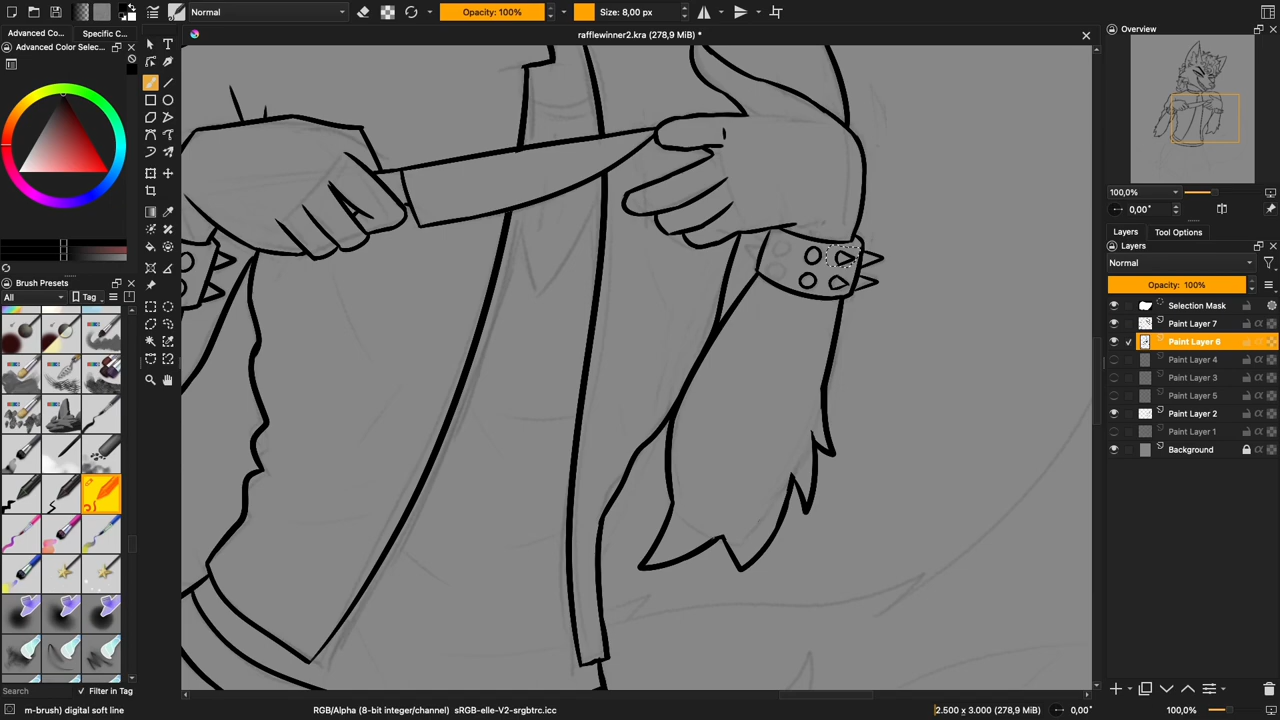 Normal
Opacity: 100%
Size: 8,00 px
Advanced Co...
Specific C...
rafflewinner2.kra (278,9 MiB) *
Overview
Advanced Color Selec...
100,0%
0,00°
Layers
Tool Options
Layers
Normal
Opacity: 100%
Brush Presets
All
Tag
Selection Mask
Paint Layer 7
Paint Layer 6
Paint Layer 4
Paint Layer 3
Paint Layer 5
Paint Layer 2
Paint Layer 1
Background
Search
Filter in Tag
m-brush) digital soft line
RGB/Alpha (8-bit integer/channel) sRGB-elle-V2-srgbtrc.icc
2.500 x 3.000 (278,9 MiB)
0,00°
100,0%